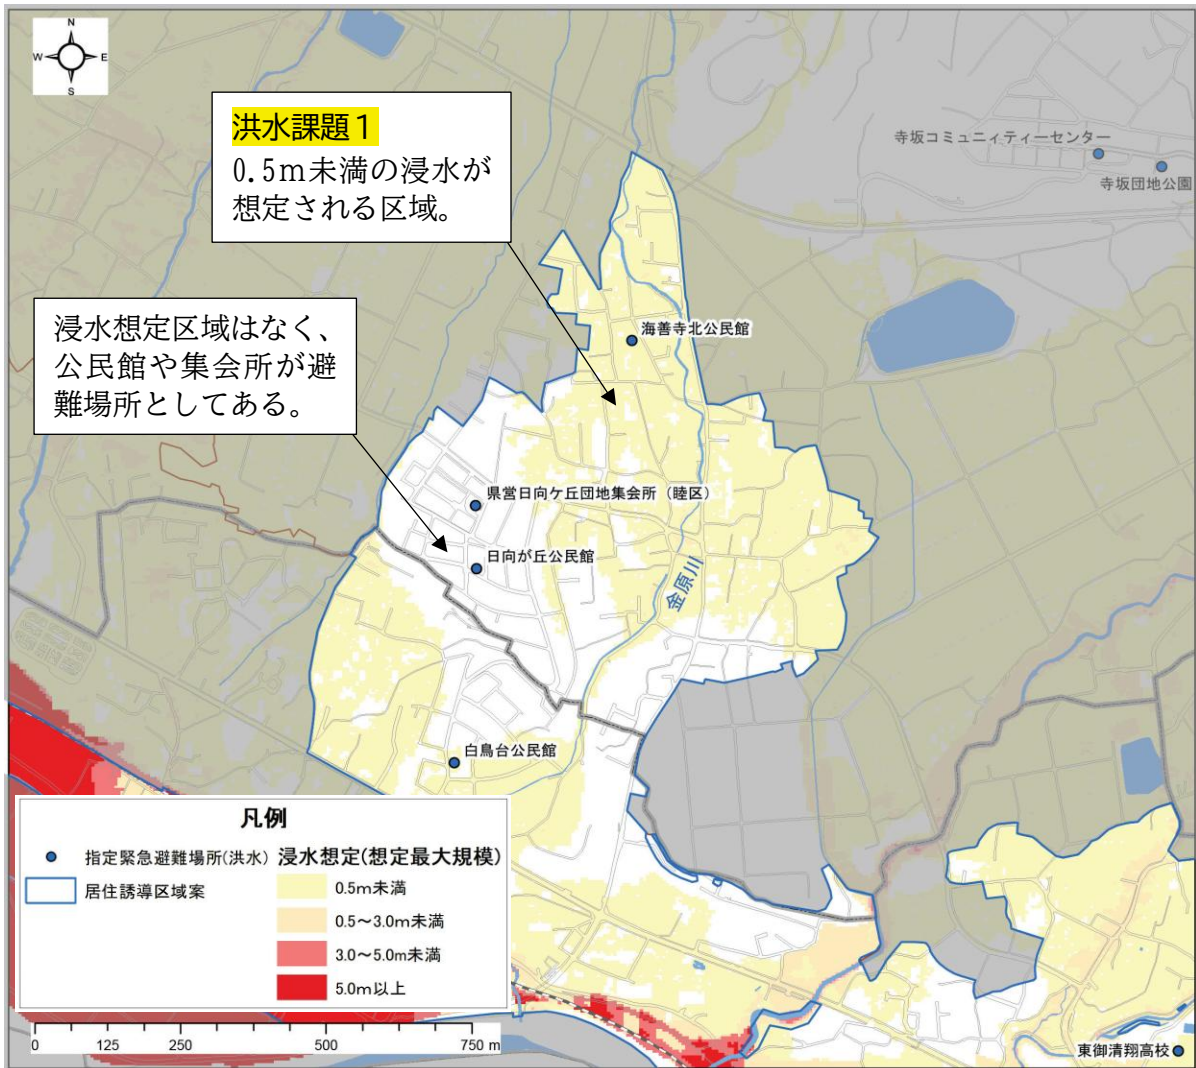 N
W
E
S
洪水課題１
0.5m未満の浸水が
想定される区域。
寺坂コミュニィティーセンター
寺坂団地公園
浸水想定区域はなく、
公民館や集会所が避
難場所としてある。
海善寺北公民館
県営日向ケ丘団地集会所（睦区）
日向が丘公民館
金原川
白鳥台公民館
凡例
指定緊急避難場所(洪水)
居住誘導区域案
浸水想定(想定最大規模)
0.5m未満
0.5～3.0m未満
3.0～5.0m未満
5.0m以上
0 125 250 500 750 m
東御清翔高校